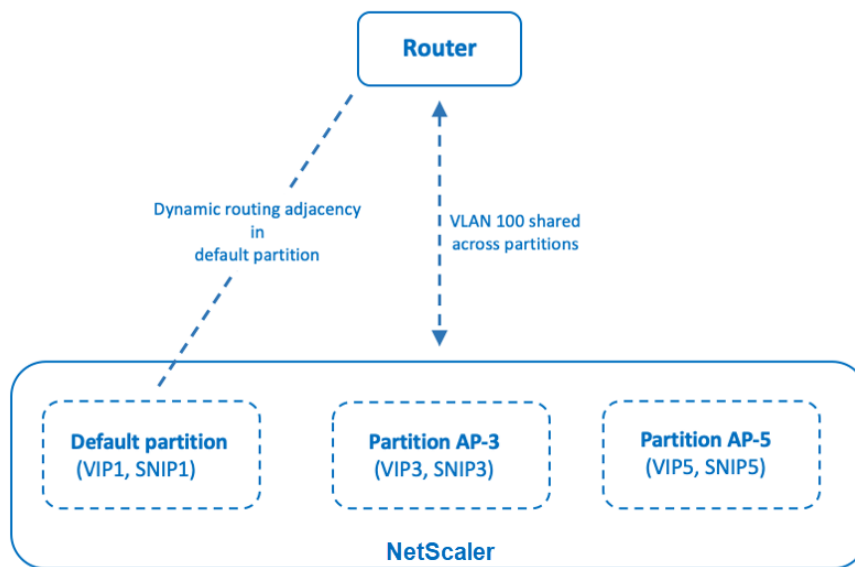 Router
Dynamic routing adjacency
in
default partition
VLAN 100 shared
across partitions
Default partition
(VIP1, SNIP1)
Partition AP-3
(VIP3, SNIP3)
Partition AP-5
(VIP5, SNIP5)
NetScaler